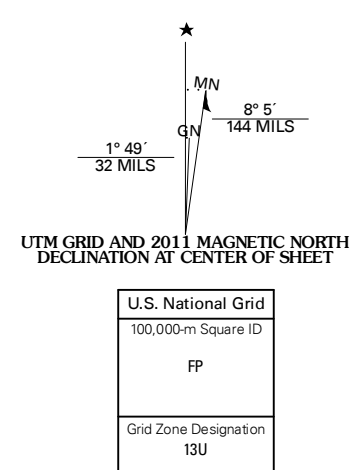 ★
MN
GN
8° 5´
144 MILS
1° 49´
32 MILS
UTM GRID AND 2011 MAGNETIC NORTH
DECLINATION AT CENTER OF SHEET
U.S. National Grid
100,000-m Square ID
FP
Grid Zone Designation
13U